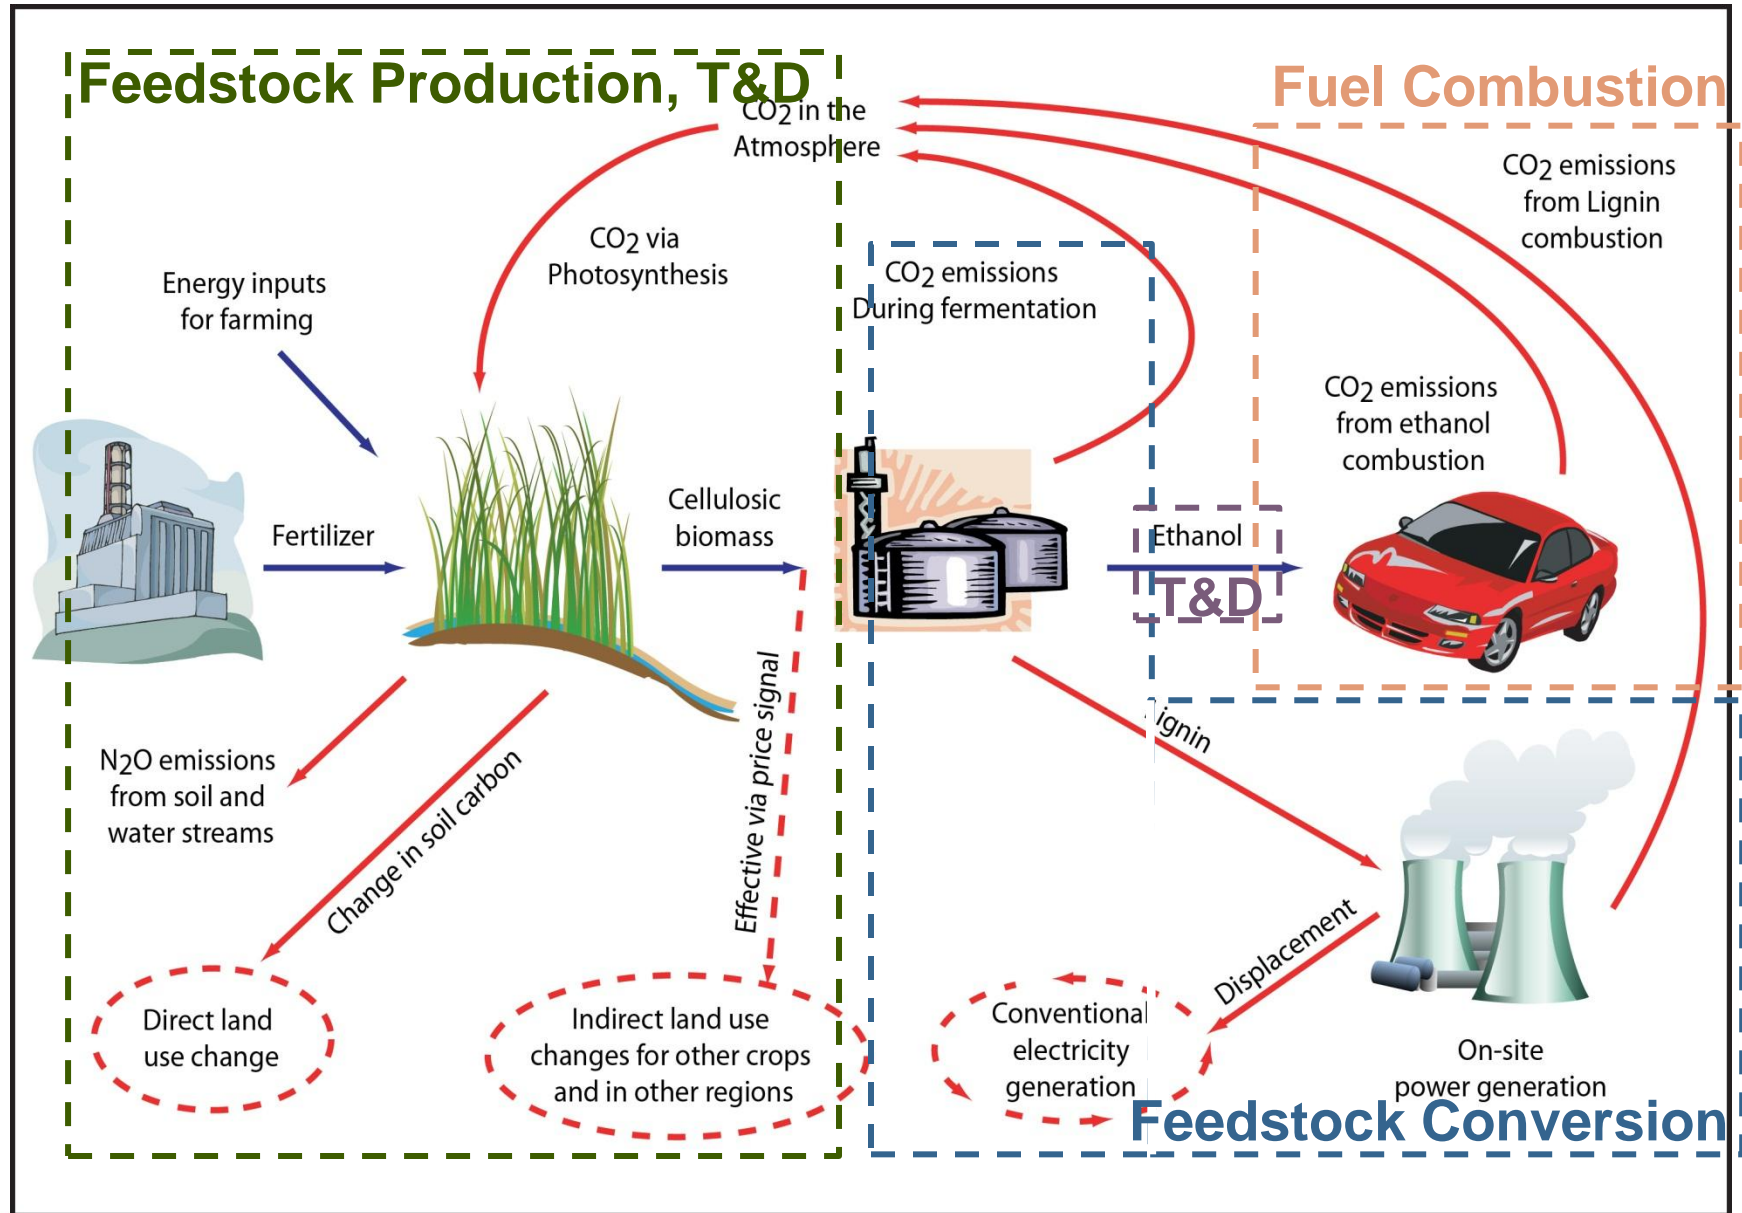 Feedstock Production, T&D
Fuel Combustion
CO2 in the
Atmosphere
CO2 emissions
from Lignin
combustion
CO2 via
Photosynthesis
CO2 emissions
During fermentation
Energy inputs
for farming
CO2 emissions
from ethanol
combustion
Fertilizer
Cellulosic
biomass
Ethanol
T&D
N2O emissions
from soil and
water streams
Change in soil carbon
Effective via price signal
ignin
Displacement
Direct land
use change
Indirect land use
changes for other crops
and in other regions
Conventional
electricity
generation
On-site
power generation
Feedstock Conversion